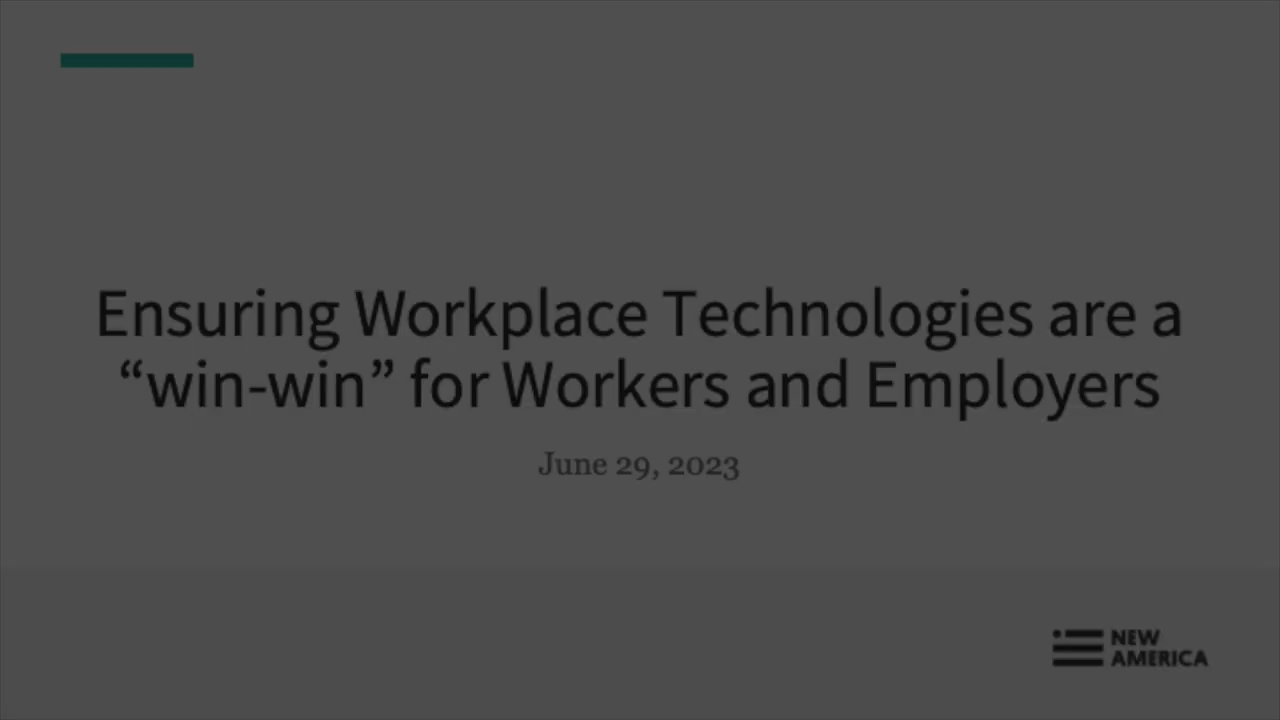 Ensuring Workplace Technologies are a
“win-win” for Workers and Employers
June 29, 2023
NEW
AMERICA